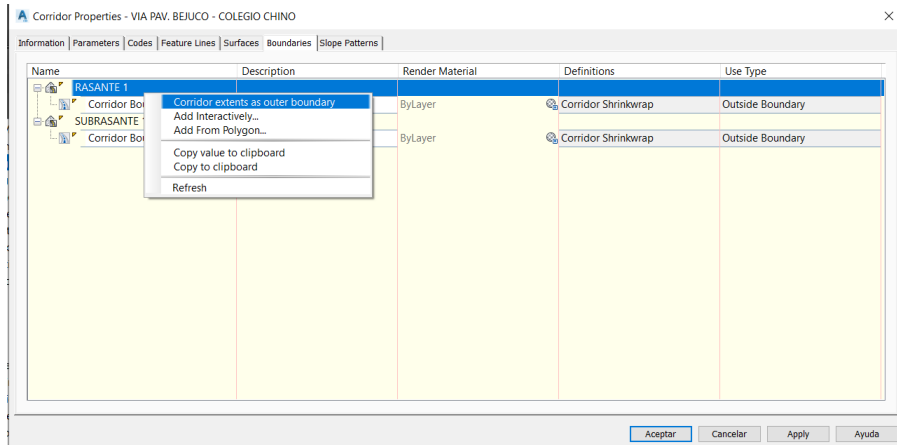 Corridor Properties - VIA PAV. BEJUCO - COLEGIO CHINO
Information Parameters Codes Feature Lines Surfaces Boundaries Slope Patterns
Name Description Render Material Definitions Use Type
RASANTE 1
Corridor Bou ByLayer Corridor Shrinkwrap Outside Boundary
SUBRASANTE
Corridor Bou ByLayer Corridor Shrinkwrap Outside Boundary
Corridor extents as outer boundary
Add Interactively...
Add From Polygon...
Copy value to clipboard
Copy to clipboard
Refresh
Aceptar Cancelar Apply Ayuda